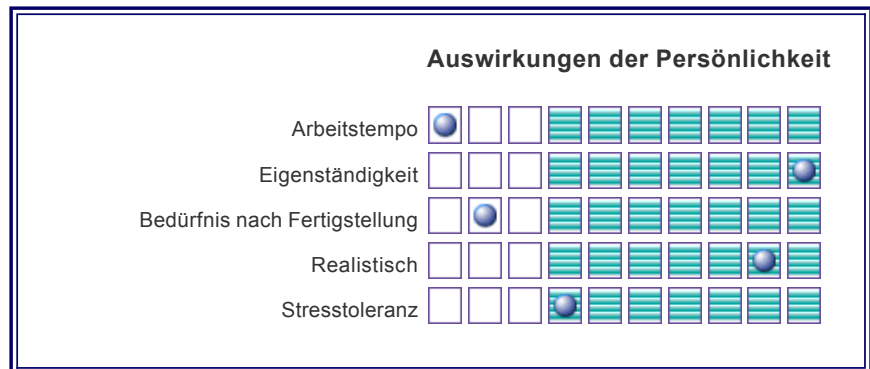 Auswirkungen der Persönlichkeit
Arbeitstempo
Eigenständigkeit
Bedürfnis nach Fertigstellung
Realistisch
Stresstoleranz